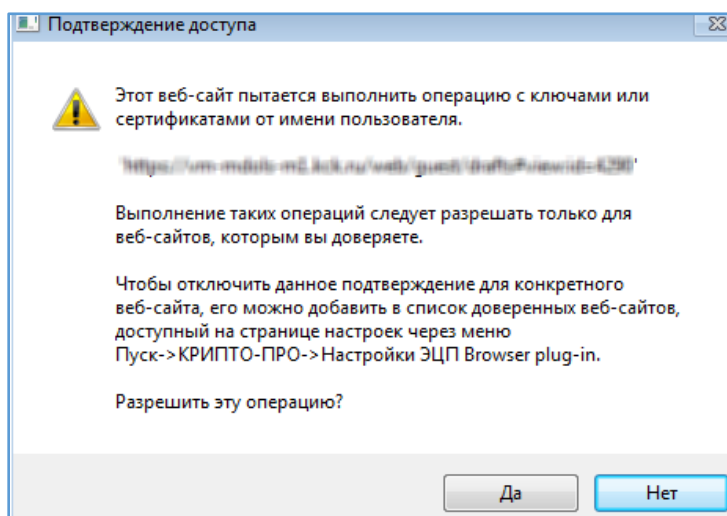 Подтверждение доступа
Этот веб-сайт пытается выполнить операцию с ключами или
сертификатами от имени пользователя.
Выполнение таких операций следует разрешать только для
веб-сайтов, которым вы доверяете.
Чтобы отключить данное подтверждение для конкретного
веб-сайта, его можно добавить в список доверенных веб-сайтов,
доступный на странице настроек через меню
Пуск->КРИПТО-ПРО->Настройки ЭЦП Browser plug-in.
Разрешить эту операцию?
Да
Нет